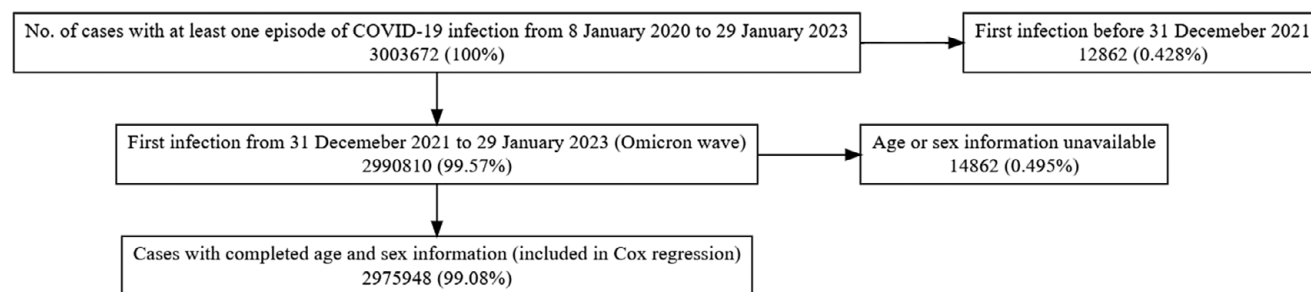 No. of cases with at least one episode of COVID-19 infection from 8 January 2020 to 29 January 2023
3003672 (100%)
First infection before 31 Decemeber 2021
12862 (0.428%)
First infection from 31 Decemeber 2021 to 29 January 2023 (Omicron wave)
2990810 (99.57%)
Age or sex information unavailable
14862 (0.495%)
Cases with completed age and sex information (included in Cox regression)
2975948 (99.08%)